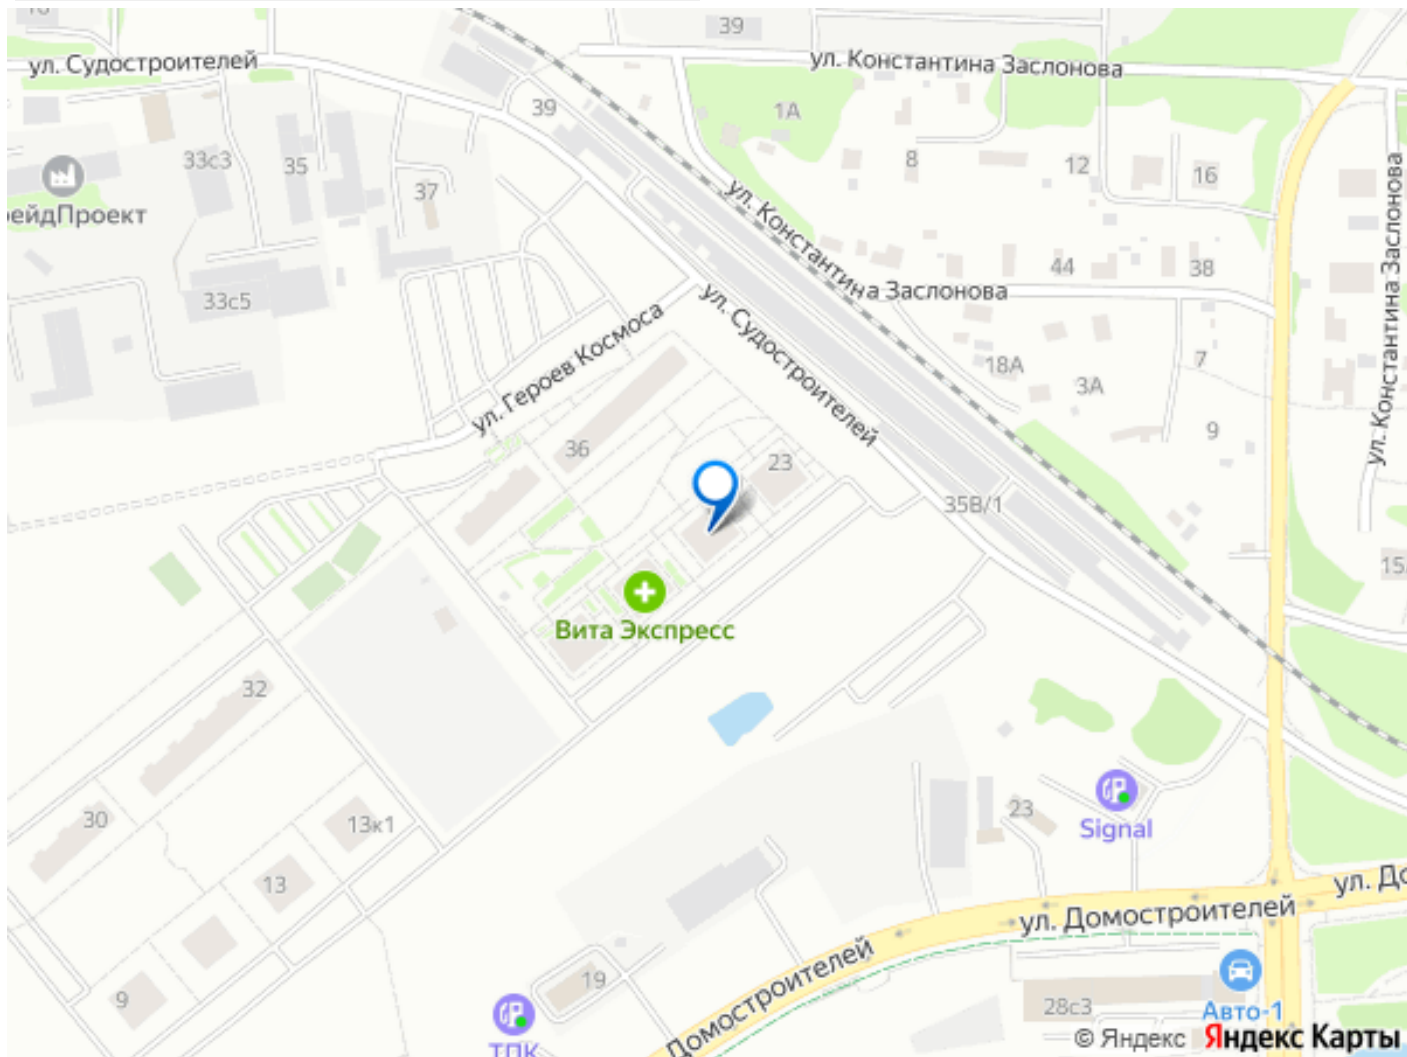 39
ул. Судостроителей
ул. Константина Заслонова
39
1А
33с3
35
37
8
12
16
ул. Константина Заслонова
ейдПроект
ул. Константина Заслонова
44
38
33с5
ул. Героев Космоса
ул. Судостроителей
18А
3А
7
9
36
23
35В/1
15
Вита Экспресс
32
30
13к1
13
23
Signal
ул. До
ул. Домостроителей
Домостроителей
9
19
28с3
Авто-1
ТПК
© Яндекс Яндекс Карты